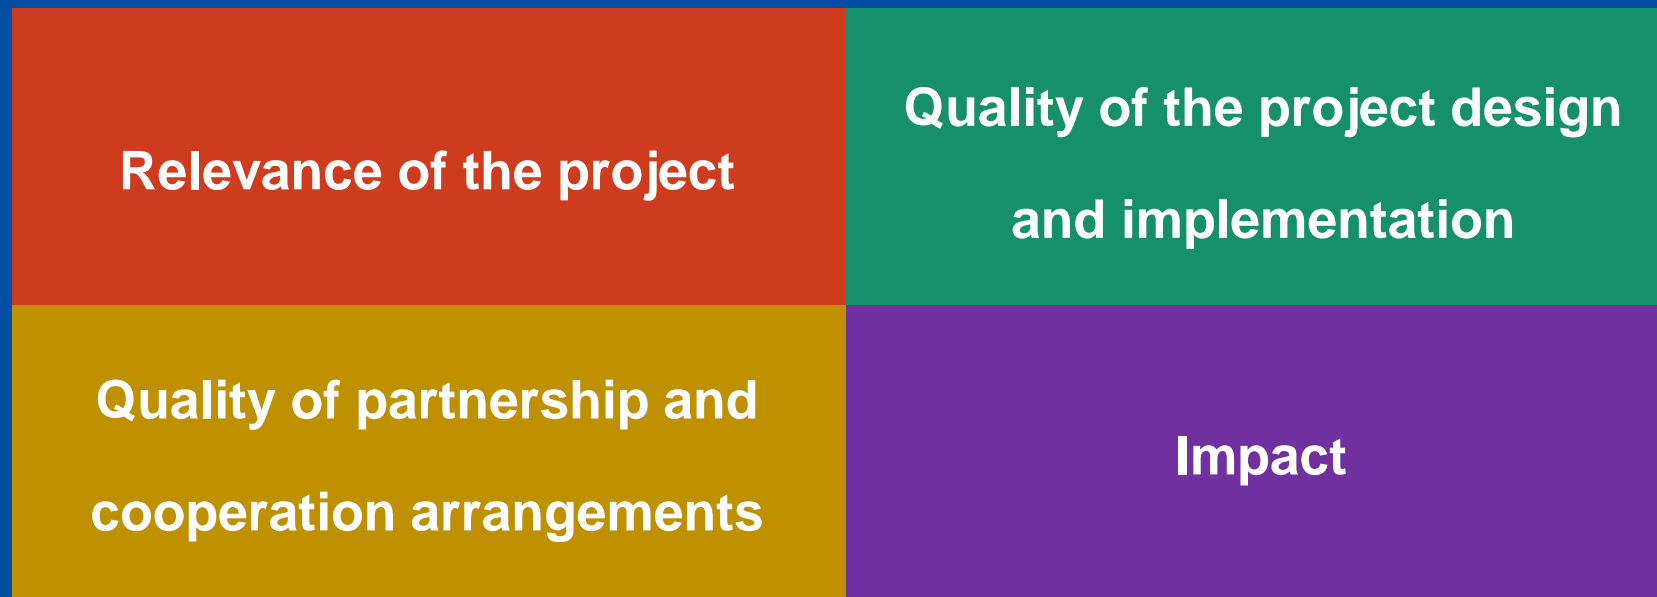 Relevance of the project
Quality of the project design
and implementation
Quality of partnership and
cooperation arrangements
Impact